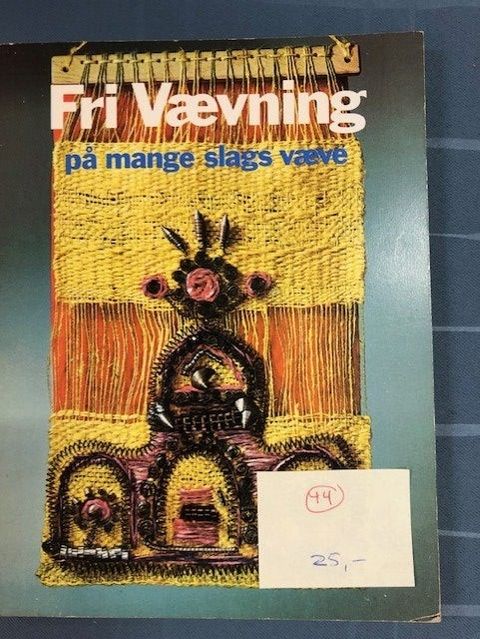 Fri Vævning
på mange slags væve
44
25,-